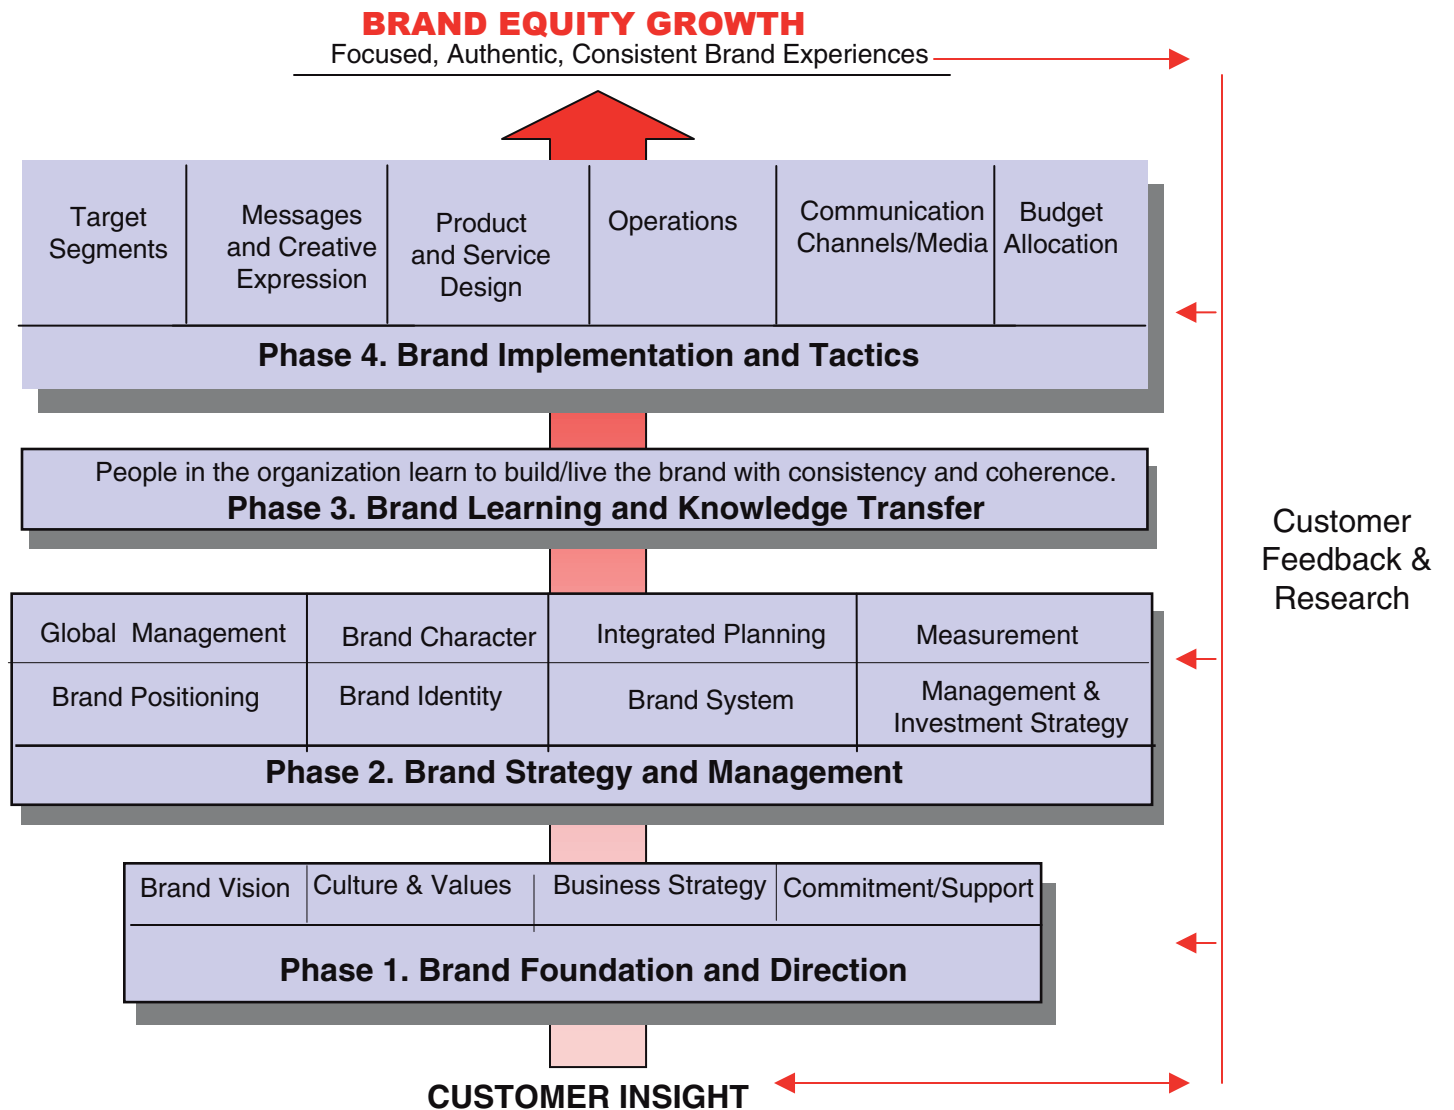 BRAND EQUITY GROWTH
Focused, Authentic, Consistent Brand Experiences
Target
Segments
Messages
and Creative
Expression
Product
and Service
Design
Operations
Communication
Channels/Media
Budget
Allocation
Phase 4. Brand Implementation and Tactics
People in the organization learn to build/live the brand with consistency and coherence.
Phase 3. Brand Learning and Knowledge Transfer
Global Management
Brand Character
Integrated Planning
Measurement
Brand Positioning
Brand Identity
Brand System
Management &
Investment Strategy
Phase 2. Brand Strategy and Management
Brand Vision
Culture & Values
Business Strategy
Commitment/Support
Phase 1. Brand Foundation and Direction
CUSTOMER INSIGHT
Customer
Feedback &
Research